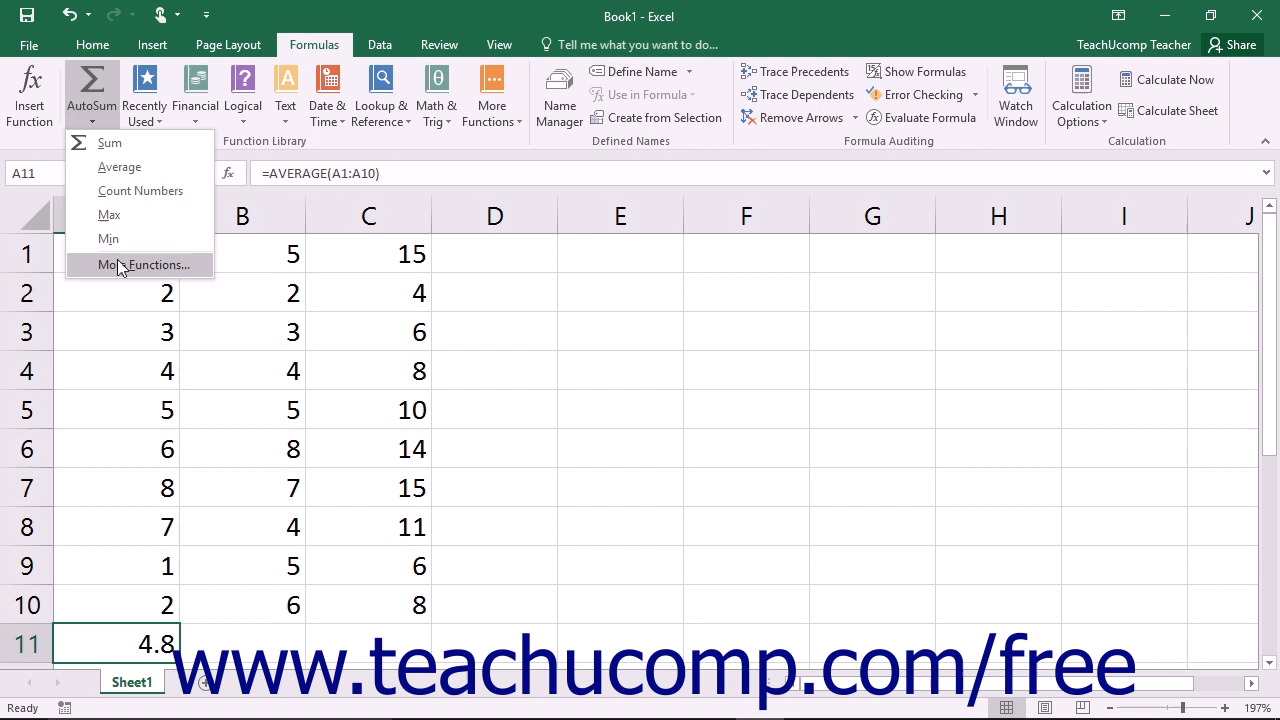 Book1 - Excel
File Home Insert Page Layout Formulas Data Review View Tell me what you want to do... TeachUcomp Teacher Share
Insert Function
AutoSum
Recently Used
Financial
Logical
Text
Date & Time
Lookup & Reference
Math & Trig
More Functions
Function Library
Name Manager
Define Name
Use in Formula
Create from Selection
Defined Names
Trace Precedents
Trace Dependents
Remove Arrows
Show Formulas
Error Checking
Evaluate Formula
Formula Auditing
Watch Window
Calculation Options
Calculate Now
Calculate Sheet
Calculation
Sum
Average
Count Numbers
Max
Min
More Functions...
A11 fx =AVERAGE(A1:A10)
B C D E F G H I J
1 5 15
2 2 2 4
3 3 3 6
4 4 4 8
5 5 5 10
6 6 8 14
7 8 7 15
8 7 4 11
9 1 5 6
10 2 6 8
11 4.8
www.teachucomp.com/free
Sheet1
Ready 197%